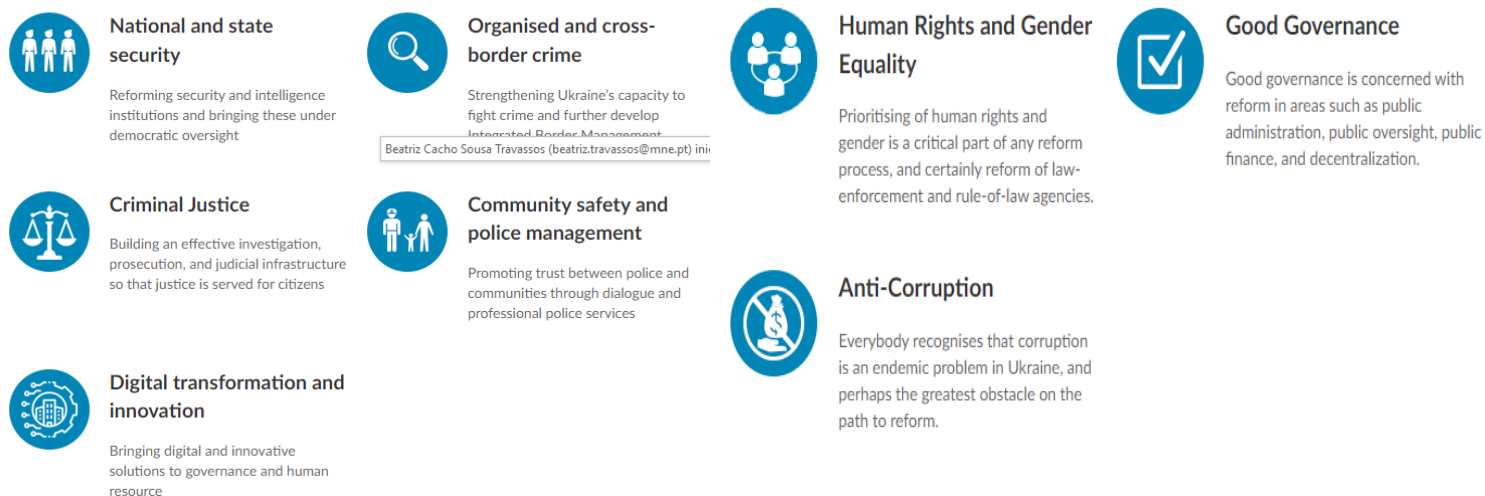 National and state
security
Reforming security and intelligence
institutions and bringing these under
democratic oversight
Organised and cross-
border crime
Strengthening Ukraine's capacity to
fight crime and further develop
Integrated Border Management
Beatriz Cacho Sousa Travassos (beatriz.travassos@mne.pt)
Criminal Justice
Building an effective investigation,
prosecution, and judicial infrastructure
so that justice is served for citizens
Community safety and
police management
Promoting trust between police and
communities through dialogue and
professional police services
Digital transformation and
innovation
Bringing digital and innovative
solutions to governance and human
resource
Human Rights and Gender
Equality
Prioritising of human rights and
gender is a critical part of any reform
process, and certainly reform of law-
enforcement and rule-of-law agencies.
Good Governance
Good governance is concerned with
reform in areas such as public
administration, public oversight, public
finance, and decentralization.
Anti-Corruption
Everybody recognises that corruption
is an endemic problem in Ukraine, and
perhaps the greatest obstacle on the
path to reform.